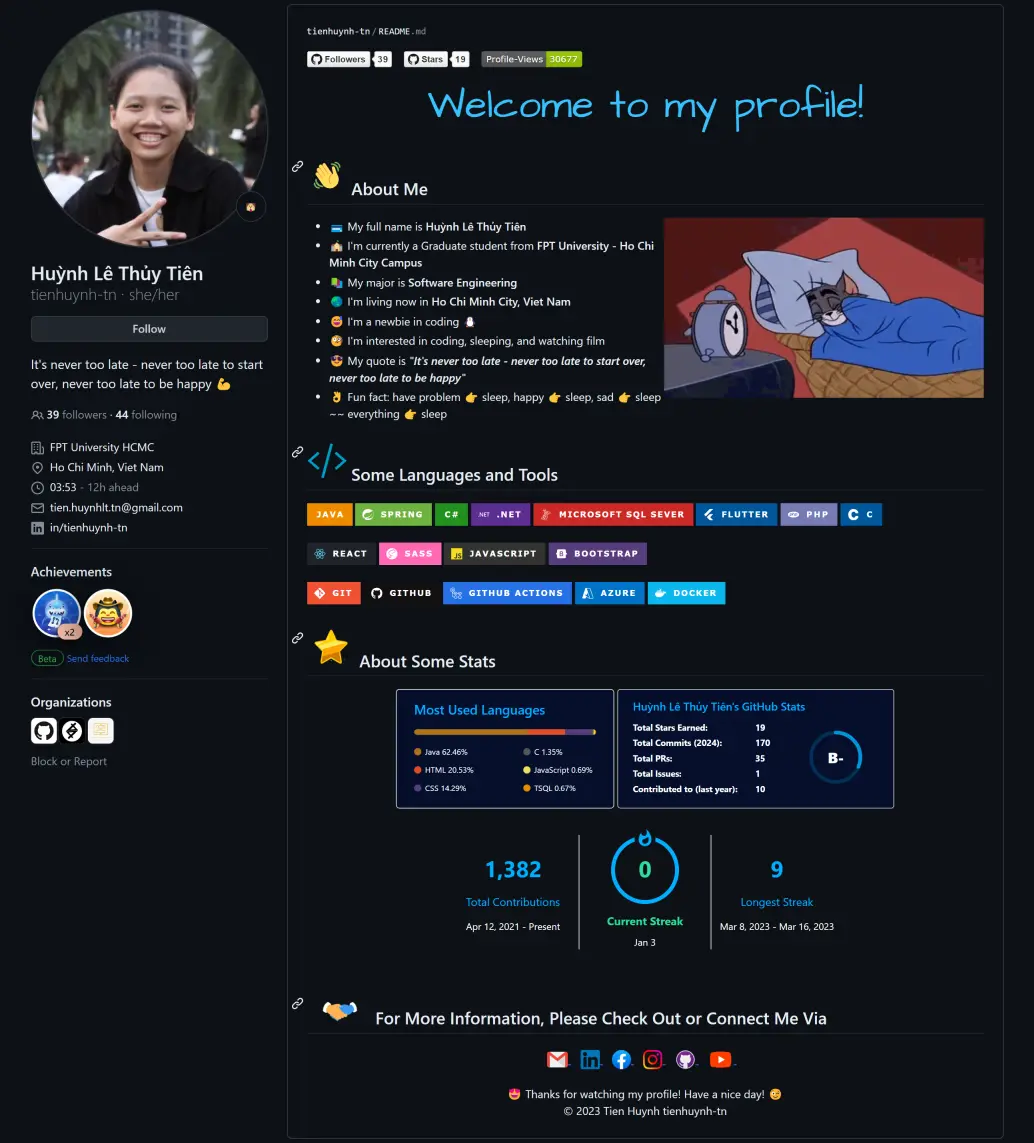 Huỳnh Lê Thủy Tiên
tienhuynh-tn · she/her
Follow
It's never too late - never too late to start
over, never too late to be happy 💪
39 followers · 44 following
FPT University HCMC
Ho Chi Minh, Viet Nam
03:53 - 12h ahead
tien.huynhlt.tn@gmail.com
in/tienhuynh-tn
Achievements
x2
Beta Send feedback
Organizations
Block or Report
tienhuynh-tn/README.md
Followers 39 Stars 19 Profile-Views 30677
Welcome to my profile!
About Me
My full name is Huỳnh Lê Thủy Tiên
I'm currently a Graduate student from FPT University - Ho Chi
Minh City Campus
My major is Software Engineering
I'm living now in Ho Chi Minh City, Viet Nam
I'm a newbie in coding
I'm interested in coding, sleeping, and watching film
My quote is "It's never too late - never too late to start over,
never too late to be happy"
Fun fact: have problem 👉 sleep, happy 👉 sleep, sad 👉 sleep
~~ everything 👉 sleep
Some Languages and Tools
JAVA SPRING C# .NET .NET MICROSOFT SQL SEVER FLUTTER PHP C C
REACT SASS JS JAVASCRIPT B BOOTSTRAP
GIT GITHUB GITHUB ACTIONS AZURE DOCKER
About Some Stats
Most Used Languages
Java 62.46%
HTML 20.53%
CSS 14.29%
C 1.35%
JavaScript 0.69%
TSQL 0.67%
Huỳnh Lê Thủy Tiên's GitHub Stats
Total Stars Earned: 19
Total Commits (2024): 170
Total PRs: 35
Total Issues: 1
Contributed to (last year): 10
B-
1,382
Total Contributions
Apr 12, 2021 - Present
0
Current Streak
Jan 3
9
Longest Streak
Mar 8, 2023 - Mar 16, 2023
For More Information, Please Check Out or Connect Me Via
Thanks for watching my profile! Have a nice day!
© 2023 Tien Huynh tienhuynh-tn